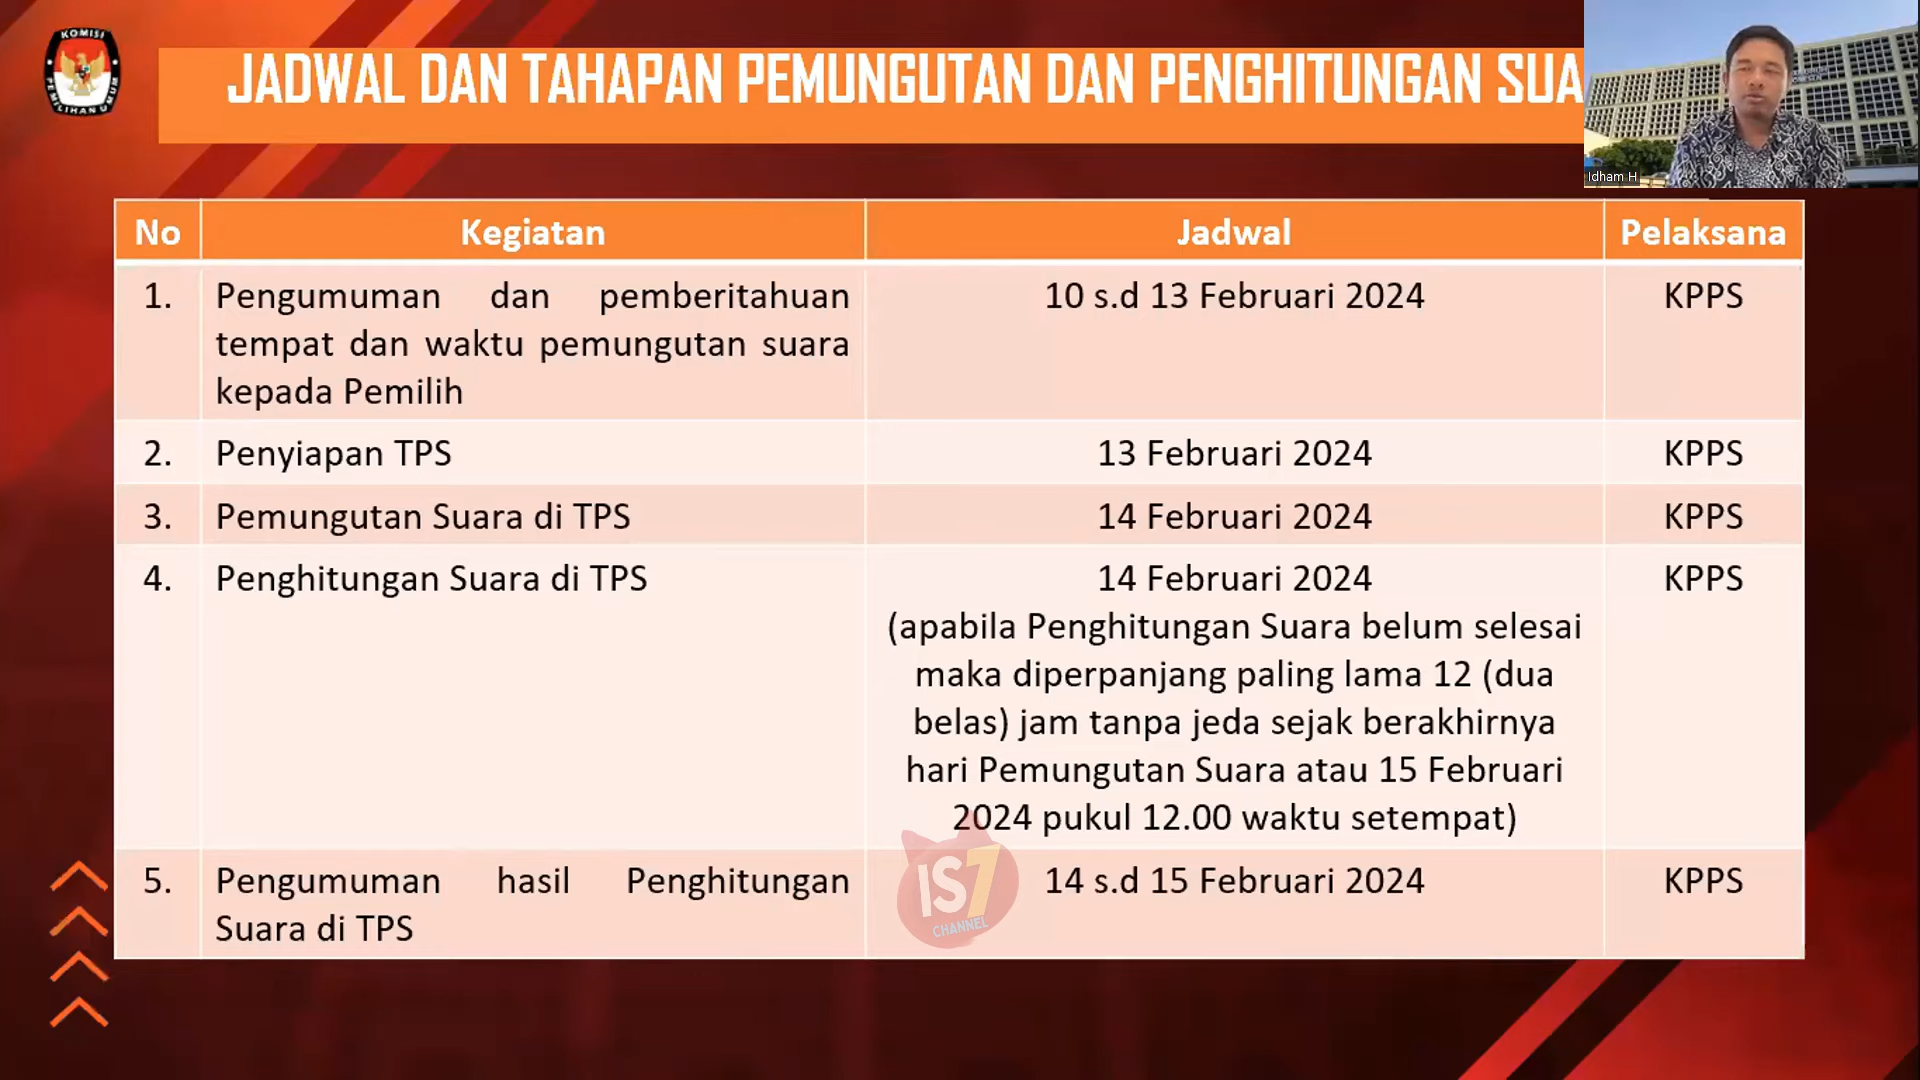 KOMISI
PEMILIHAN UMUM
JADWAL DAN TAHAPAN PEMUNGUTAN DAN PENGHITUNGAN SUA
Idham H
No Kegiatan Jadwal Pelaksana
1. Pengumuman dan pemberitahuan 10 s.d 13 Februari 2024 KPPS
tempat dan waktu pemungutan suara
kepada Pemilih
2. Penyiapan TPS 13 Februari 2024 KPPS
3. Pemungutan Suara di TPS 14 Februari 2024 KPPS
4. Penghitungan Suara di TPS 14 Februari 2024 KPPS
(apabila Penghitungan Suara belum selesai
maka diperpanjang paling lama 12 (dua
belas) jam tanpa jeda sejak berakhirnya
hari Pemungutan Suara atau 15 Februari
2024 pukul 12.00 waktu setempat)
5. Pengumuman hasil Penghitungan 14 s.d 15 Februari 2024 KPPS
Suara di TPS
IS7
CHANNEL